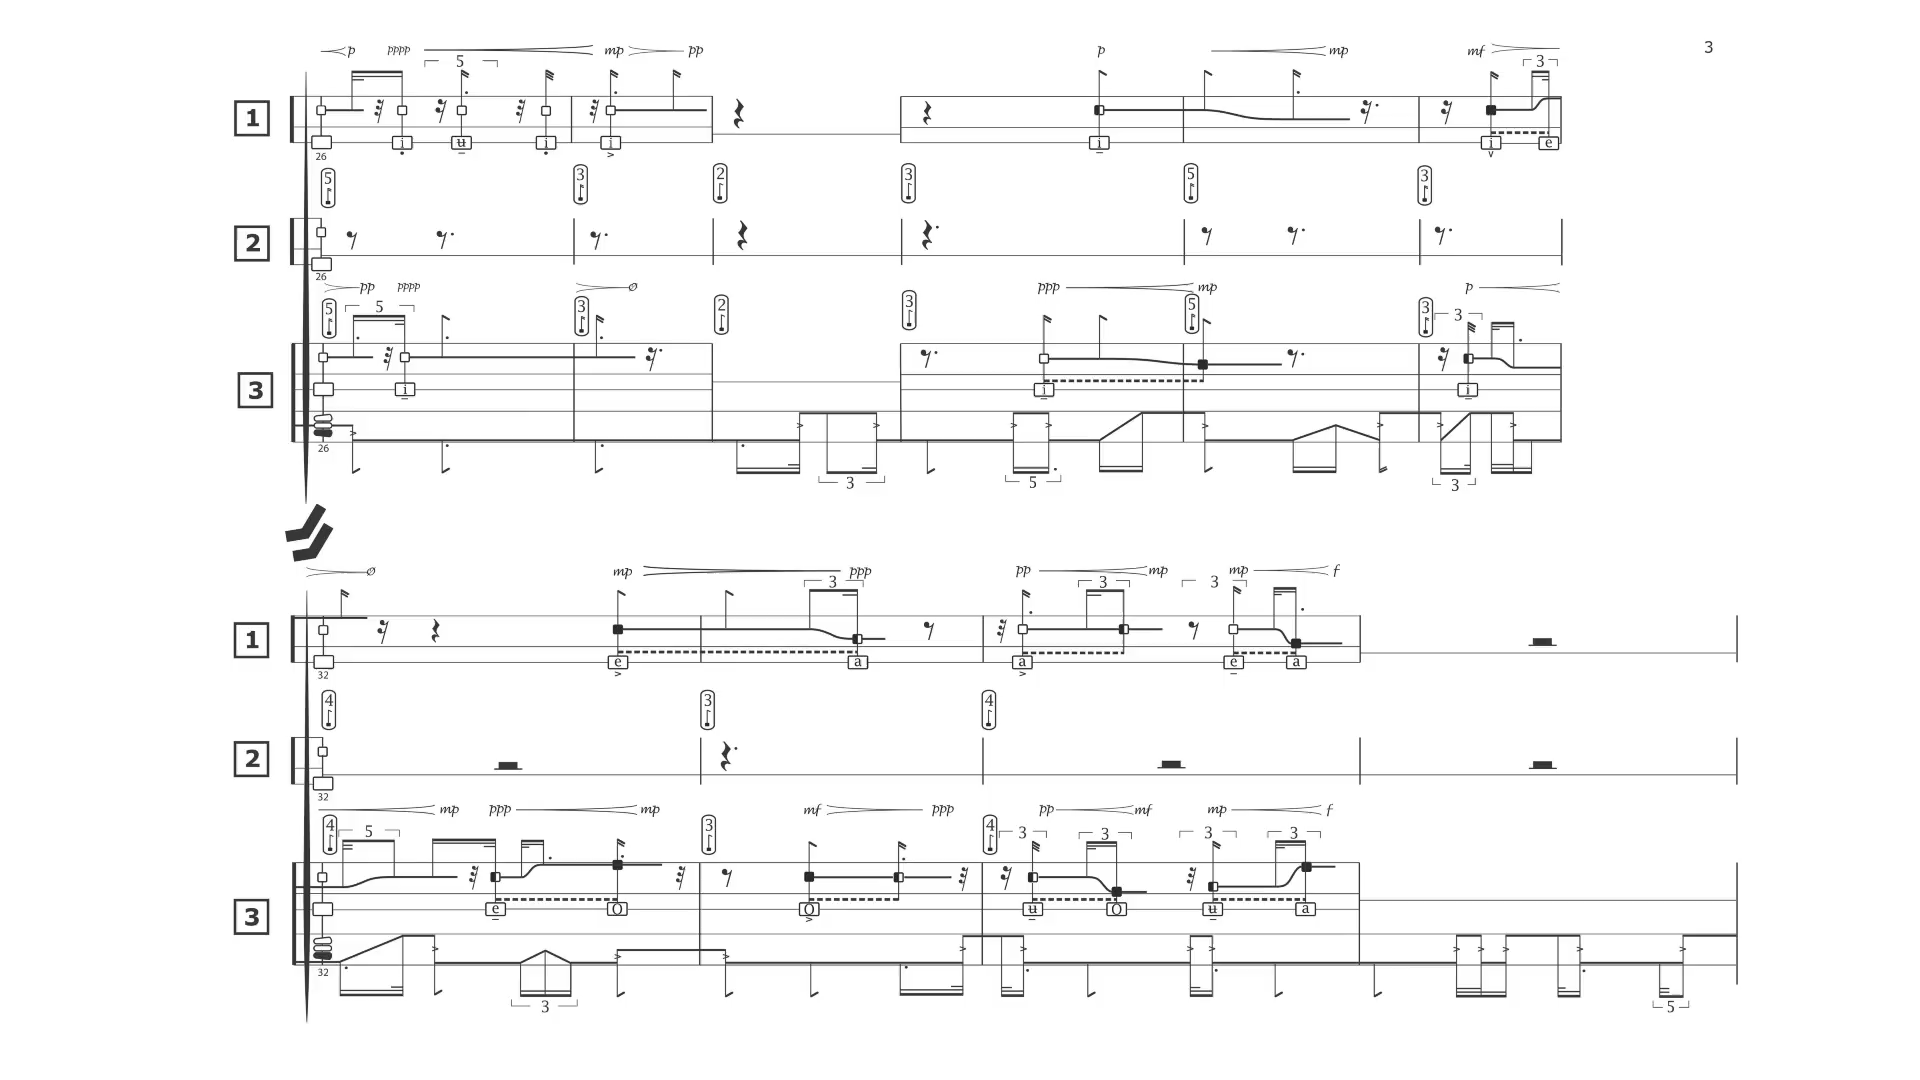 3
p pppp mp pp p mp mf
5 3
1
i u i i i i e
26
5 3 2 3 5 3
2
26
pp pppp ø ppp mp p
5 5 3 2 3 5 3 3
3
i i i
26
3 5 3
ø mp ppp pp mp mp f
3 3 3
1
e a a e a
32
4 3 4
2
32
mp ppp mp mf ppp pp mf mp f
4 5 3 4 3 3 3 3
3
e O O u O u a
32
3 5